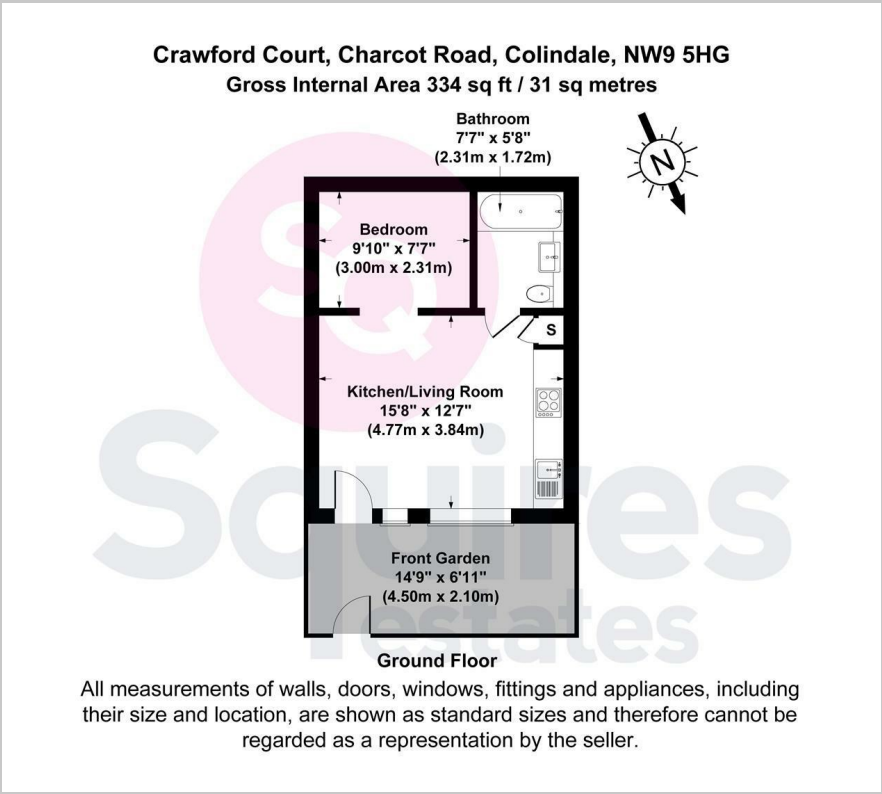 Crawford Court, Charcot Road, Colindale, NW9 5HG
Gross Internal Area 334 sq ft / 31 sq metres
Bathroom
7'7" x 5'8"
(2.31m x 1.72m)
N
Bedroom
9'10" x 7'7"
(3.00m x 2.31m)
SQ
S
Kitchen/Living Room
15'8" x 12'7"
(4.77m x 3.84m)
Squires
estates
Front Garden
14'9" x 6'11"
(4.50m x 2.10m)
Ground Floor
All measurements of walls, doors, windows, fittings and appliances, including
their size and location, are shown as standard sizes and therefore cannot be
regarded as a representation by the seller.